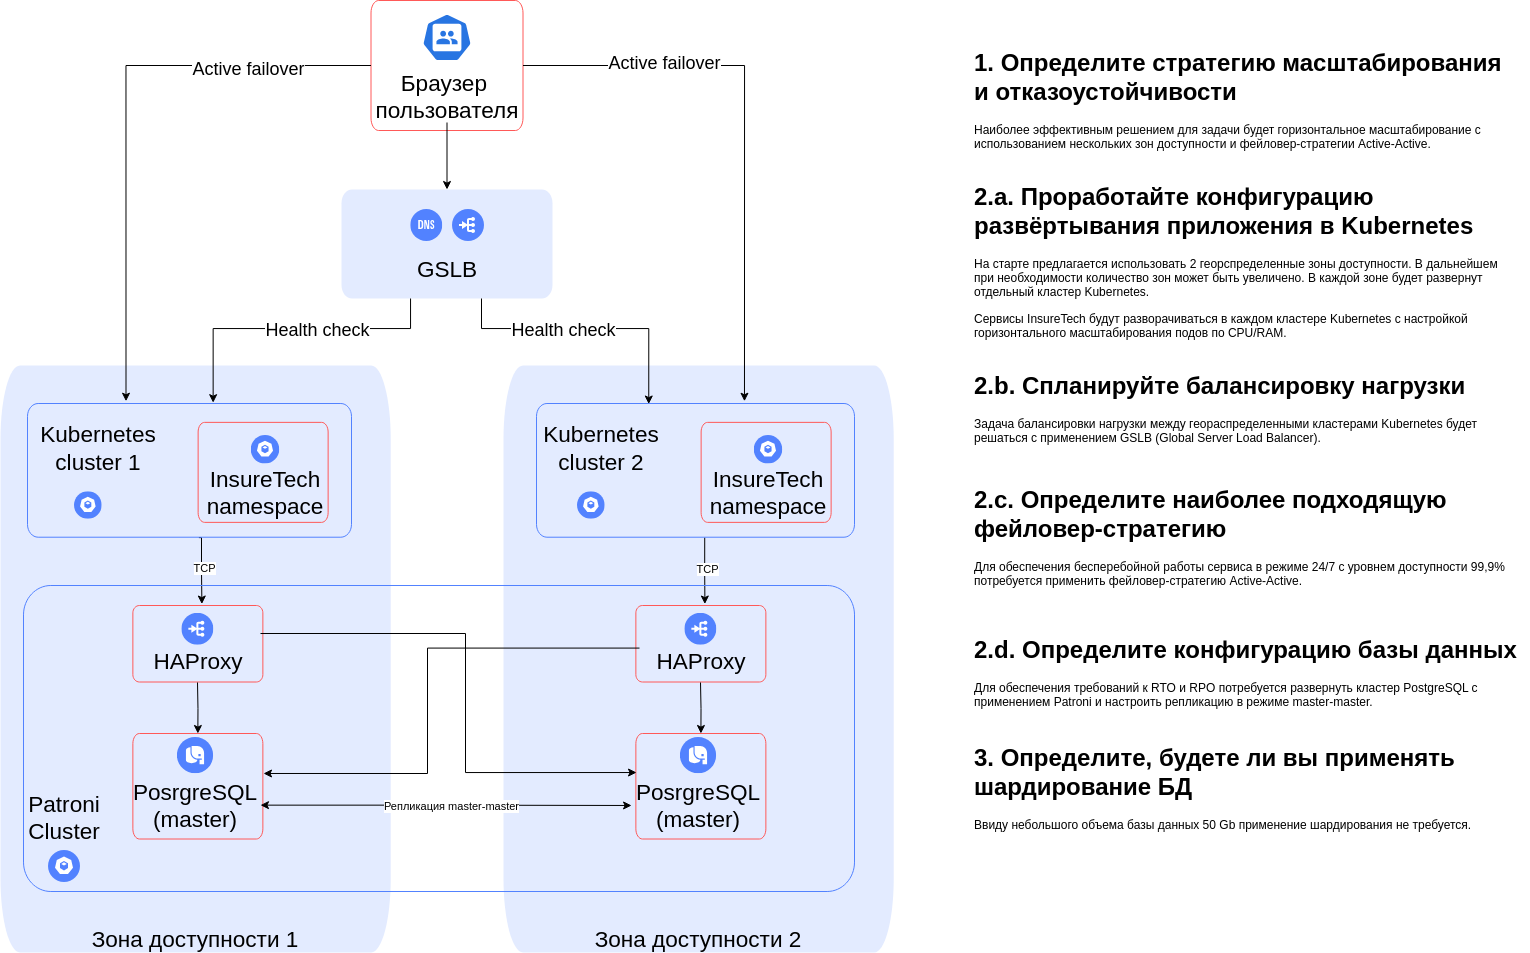 Active failover
Браузер
пользователя
Active failover
DNS
GSLB
Health check
Health check
Kubernetes
cluster 1
InsureTech
namespace
Kubernetes
cluster 2
InsureTech
namespace
TCP
TCP
HAProxy
HAProxy
PosrgreSQL
(master)
Репликация master-master
PosrgreSQL
(master)
Patroni
Cluster
Зона доступности 1
Зона доступности 2
1. Определите стратегию масштабирования
и отказоустойчивости
Наиболее эффективным решением для задачи будет горизонтальное масштабирование с
использованием нескольких зон доступности и фейловер-стратегии Active-Active.
2.a. Проработайте конфигурацию
развёртывания приложения в Kubernetes
На старте предлагается использовать 2 георспределенные зоны доступности. В дальнейшем
при необходимости количество зон может быть увеличено. В каждой зоне будет развернут
отдельный кластер Kubernetes.
Сервисы InsureTech будут разворачиваться в каждом кластере Kubernetes с настройкой
горизонтального масштабирования подов по CPU/RAM.
2.b. Спланируйте балансировку нагрузки
Задача балансировки нагрузки между геораспределенными кластерами Kubernetes будет
решаться с применением GSLB (Global Server Load Balancer).
2.c. Определите наиболее подходящую
фейловер-стратегию
Для обеспечения бесперебойной работы сервиса в режиме 24/7 с уровнем доступности 99,9%
потребуется применить фейловер-стратегию Active-Active.
2.d. Определите конфигурацию базы данных
Для обеспечения требований к RTO и RPO потребуется развернуть кластер PostgreSQL с
применением Patroni и настроить репликацию в режиме master-master.
3. Определите, будете ли вы применять
шардирование БД
Ввиду небольшого объема базы данных 50 Gb применение шардирования не требуется.